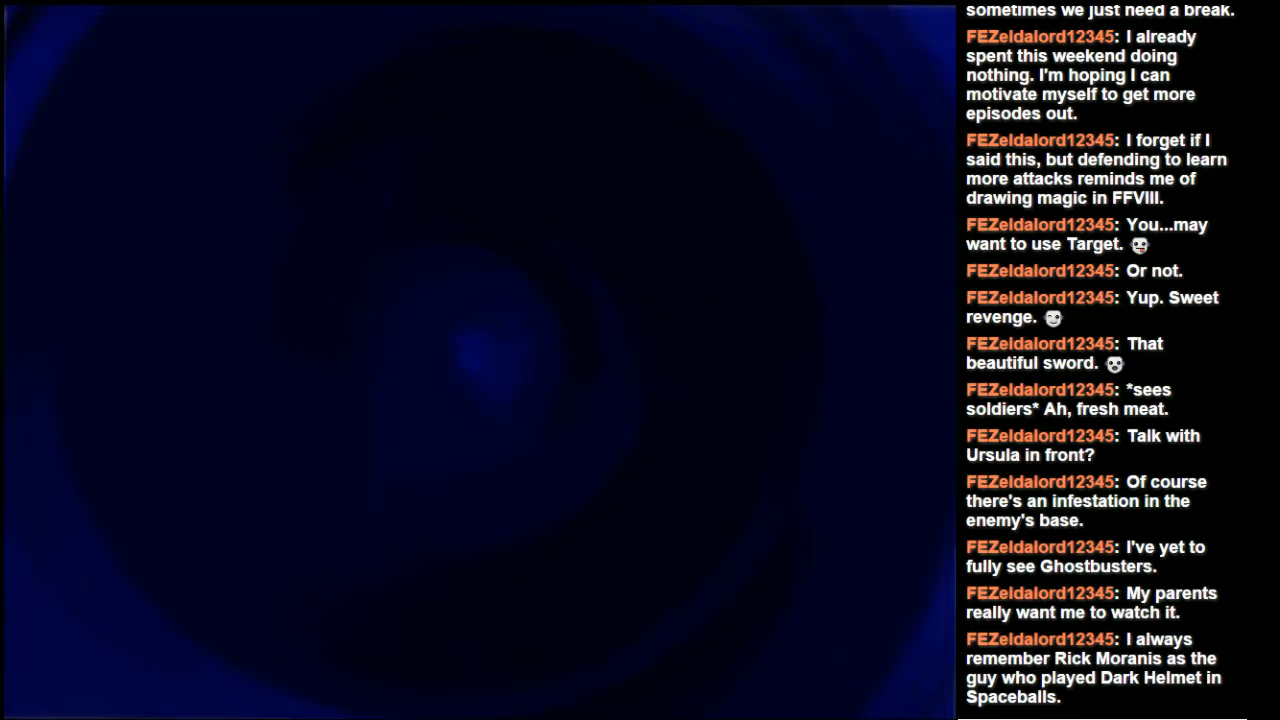 sometimes we just need a break.
FEZeldalord12345: I already
spent this weekend doing
nothing. I'm hoping I can
motivate myself to get more
episodes out.
FEZeldalord12345: I forget if I
said this, but defending to learn
more attacks reminds me of
drawing magic in FFVIII.
FEZeldalord12345: You...may
want to use Target.
FEZeldalord12345: Or not.
FEZeldalord12345: Yup. Sweet
revenge.
FEZeldalord12345: That
beautiful sword.
FEZeldalord12345: *sees
soldiers* Ah, fresh meat.
FEZeldalord12345: Talk with
Ursula in front?
FEZeldalord12345: Of course
there's an infestation in the
enemy's base.
FEZeldalord12345: I've yet to
fully see Ghostbusters.
FEZeldalord12345: My parents
really want me to watch it.
FEZeldalord12345: I always
remember Rick Moranis as the
guy who played Dark Helmet in
Spaceballs.